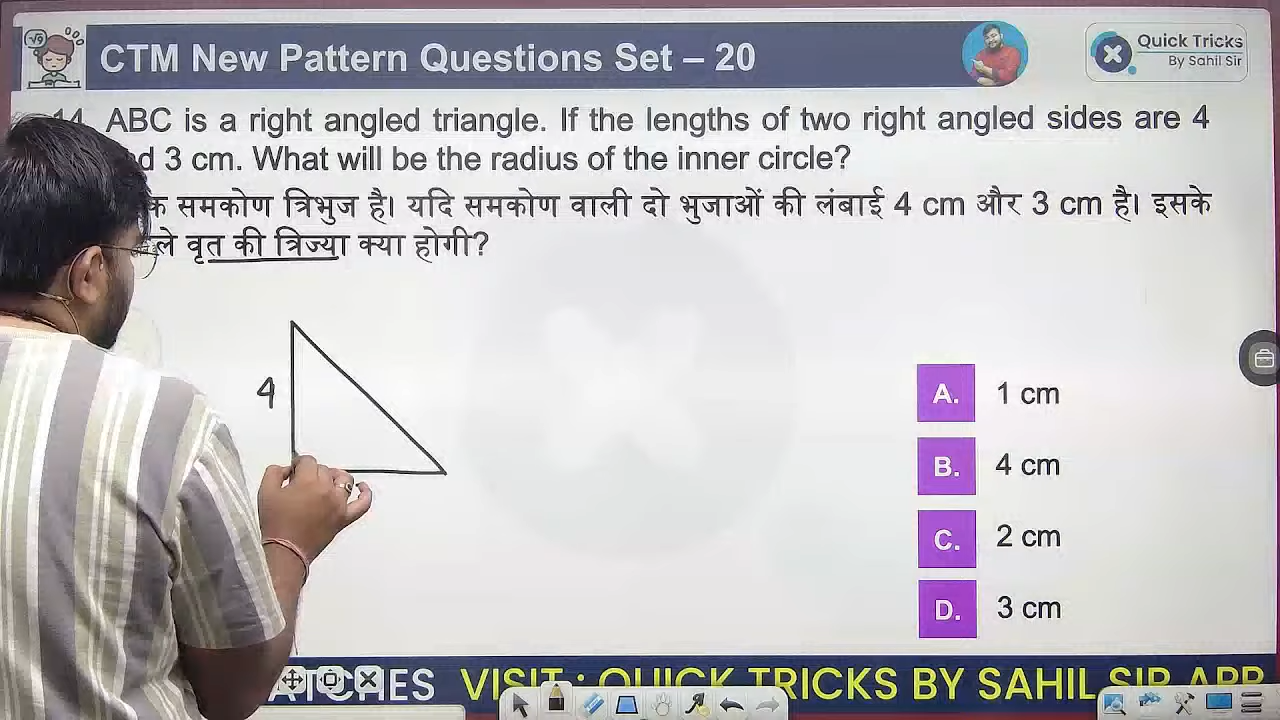 CTM New Pattern Questions Set – 20
Quick Tricks
By Sahil Sir
14. ABC is a right angled triangle. If the lengths of two right angled sides are 4
3 cm. What will be the radius of the inner circle?
समकोण त्रिभुज है। यदि समकोण वाली दो भुजाओं की लंबाई 4 cm और 3 cm है। इसके
वृत की त्रिज्या क्या होगी?
4
A. 1 cm
B. 4 cm
C. 2 cm
D. 3 cm
VISIT : QUICK TRICKS BY SAHIL SIR APP